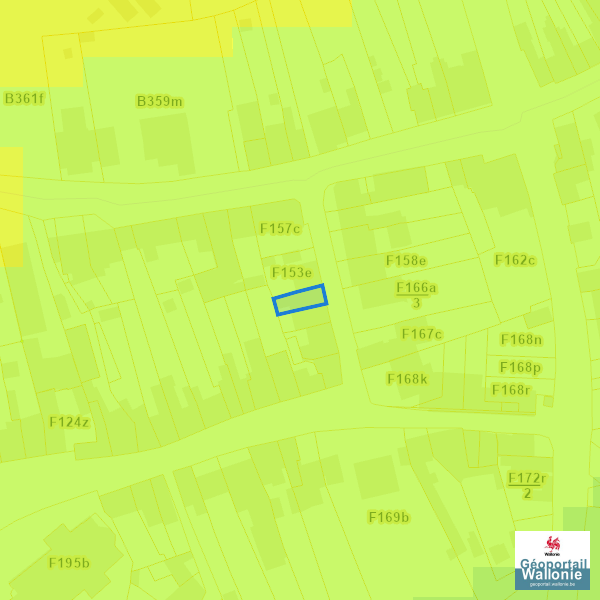 B361f
B359m
F157c
F153e
F158e
F162c
F166a
3
F167c
F168n
F168p
F168k
F168r
F124z
F172r
2
F169b
F195b
Wallonie
Géoportail
Wallonie
geoportail.wallonie.be